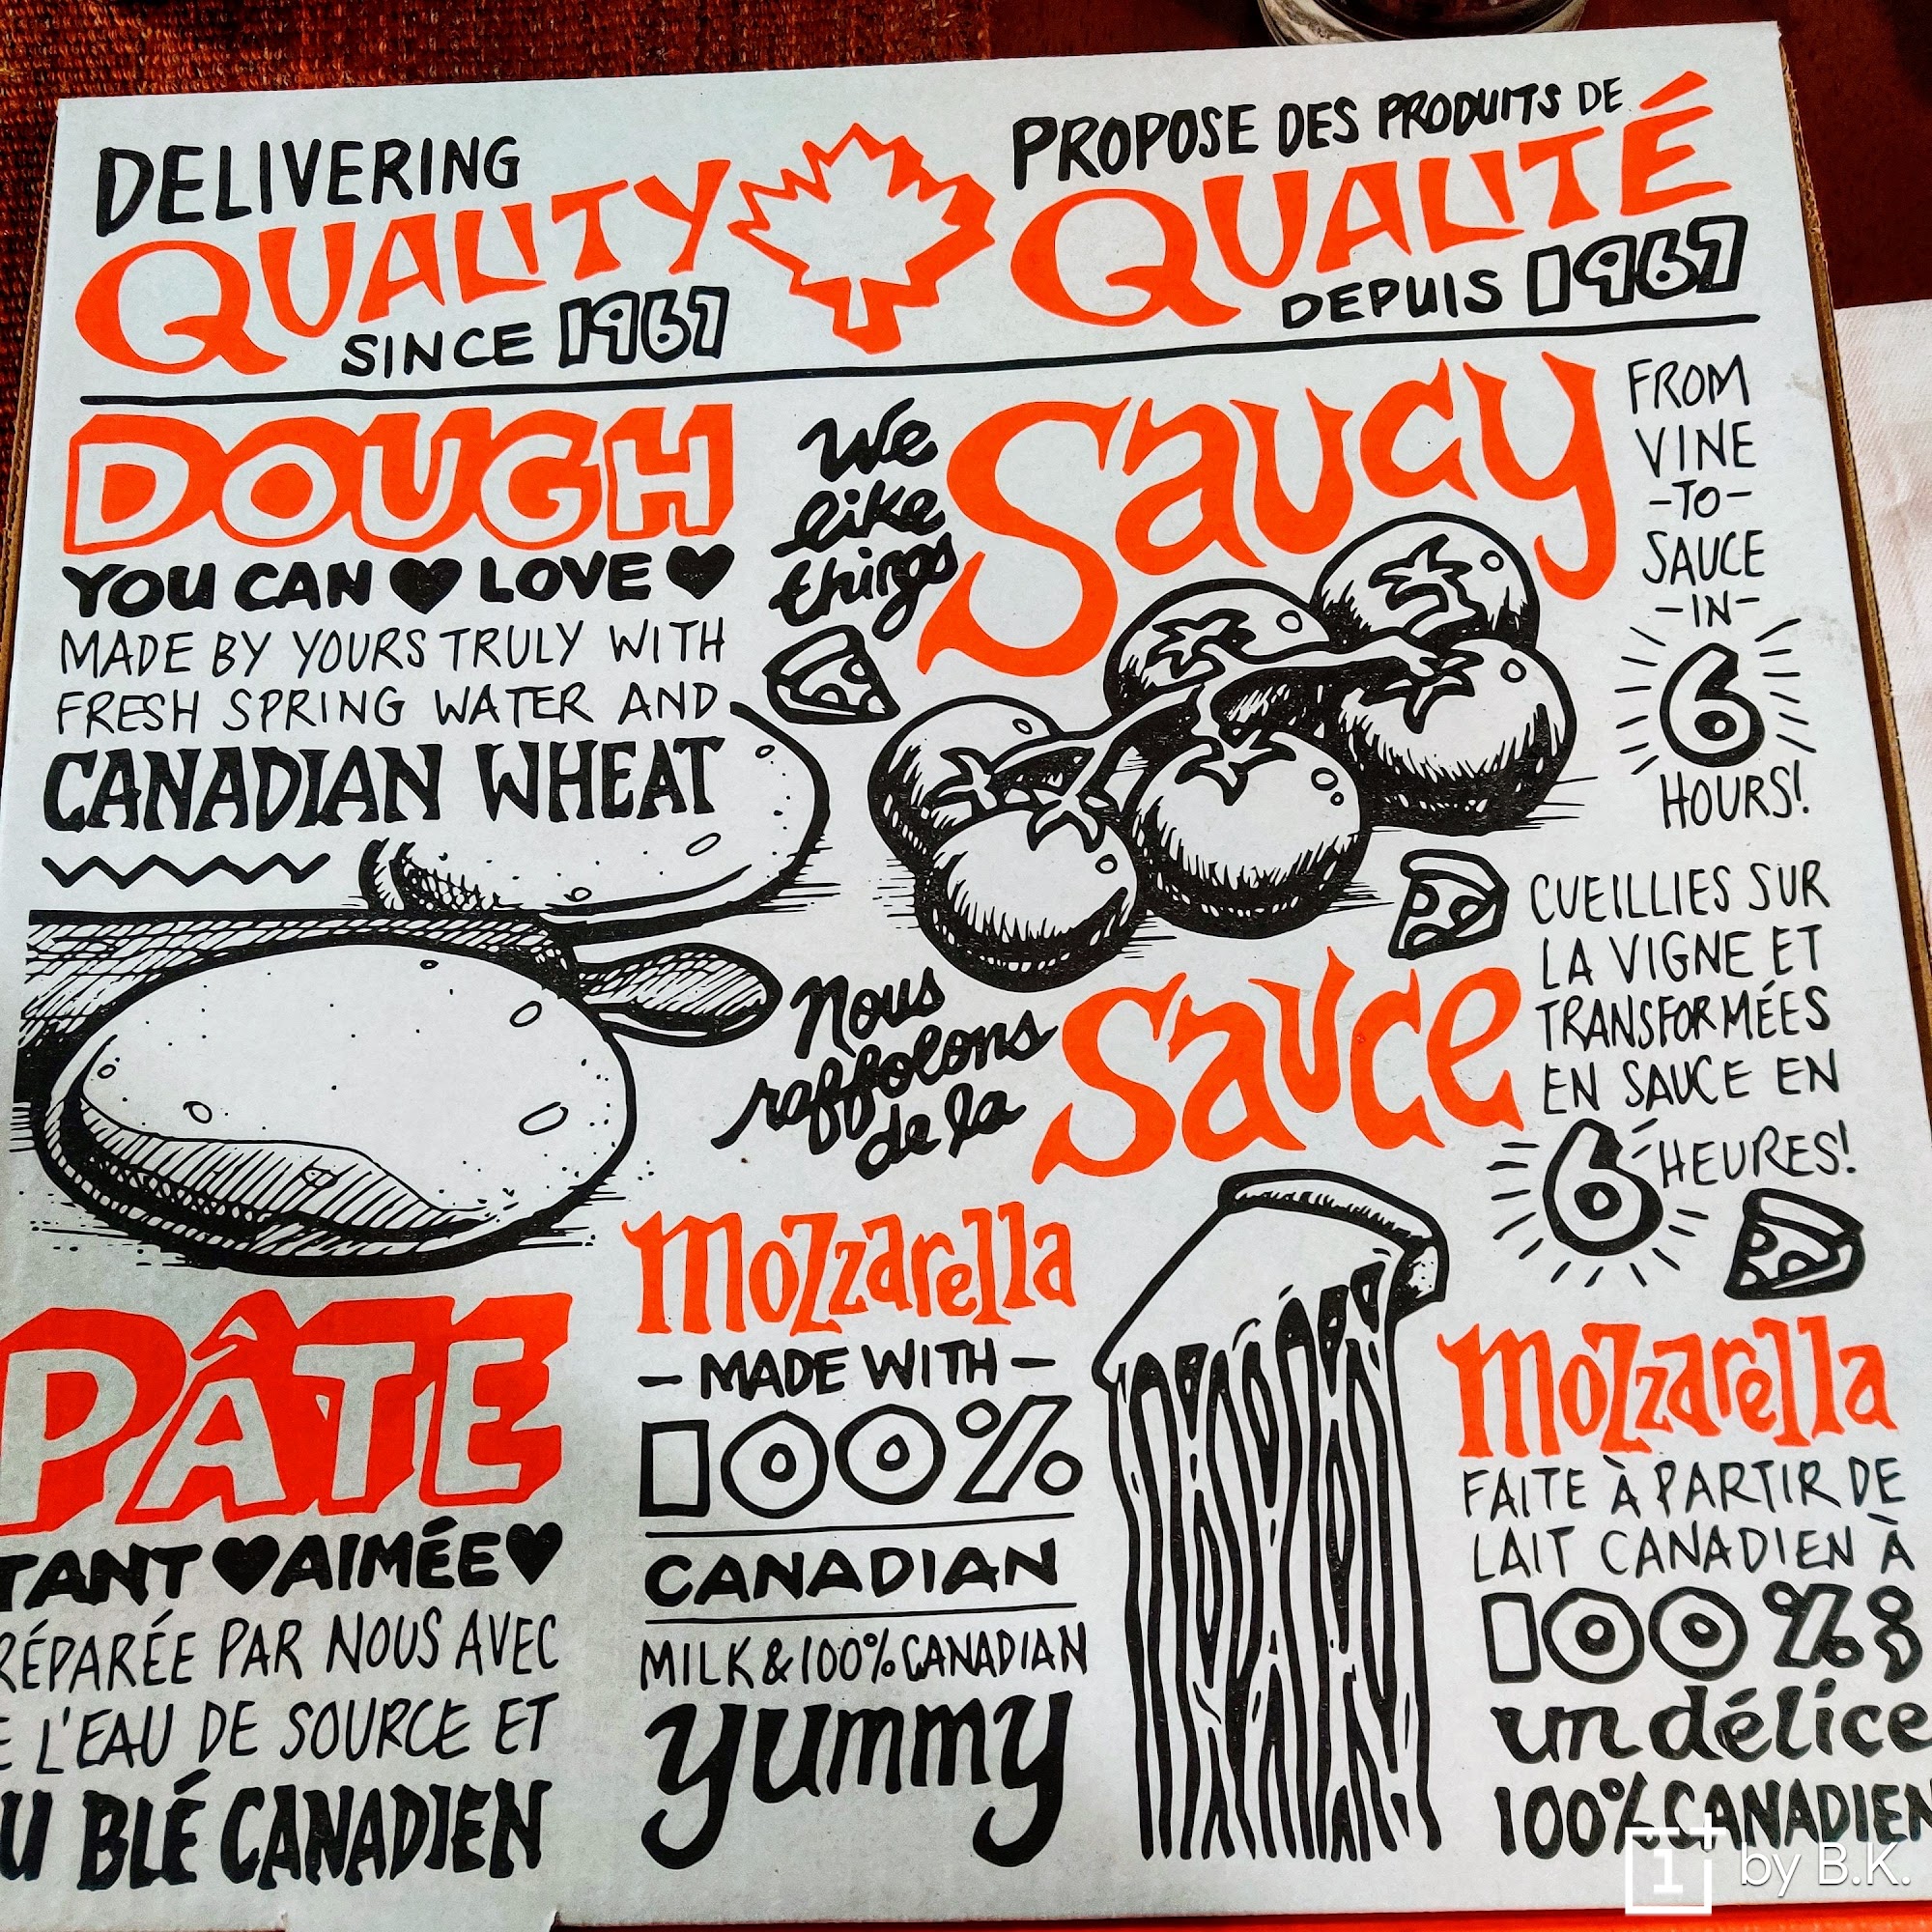 DELIVERING
QUALITY
SINCE 1967
PROPOSE DES PRODUITS DE
QUALITÉ
DEPUIS 1967
DOUGH
YOU CAN LOVE
MADE BY YOURS TRULY WITH
FRESH SPRING WATER AND
CANADIAN WHEAT
We
like
things
Saucy
FROM
VINE
-TO-
SAUCE
-IN-
6
HOURS!
Nous
raffolons
de la
Sauce
CUEILLIES SUR
LA VIGNE ET
TRANSFORMÉES
EN SAUCE EN
6 HEURES!
PÂTE
TANT AIMÉE
RÉPARÉE PAR NOUS AVEC
E L'EAU DE SOURCE ET
U BLÉ CANADIEN
Mozzarella
- MADE WITH -
100%
CANADIAN
MILK & 100% CANADIAN
yummy
Mozzarella
FAITE À PARTIR DE
LAIT CANADIEN À
100% &
un délice
100% CANADIEN
1+ by B.K.